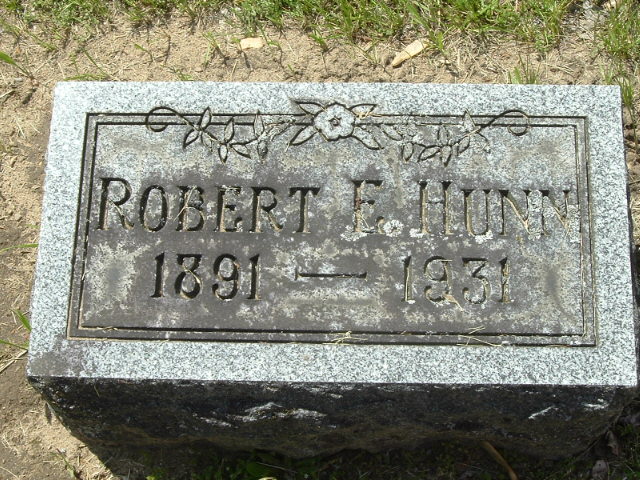 ROBERT E. HUNN
1891 — 1931